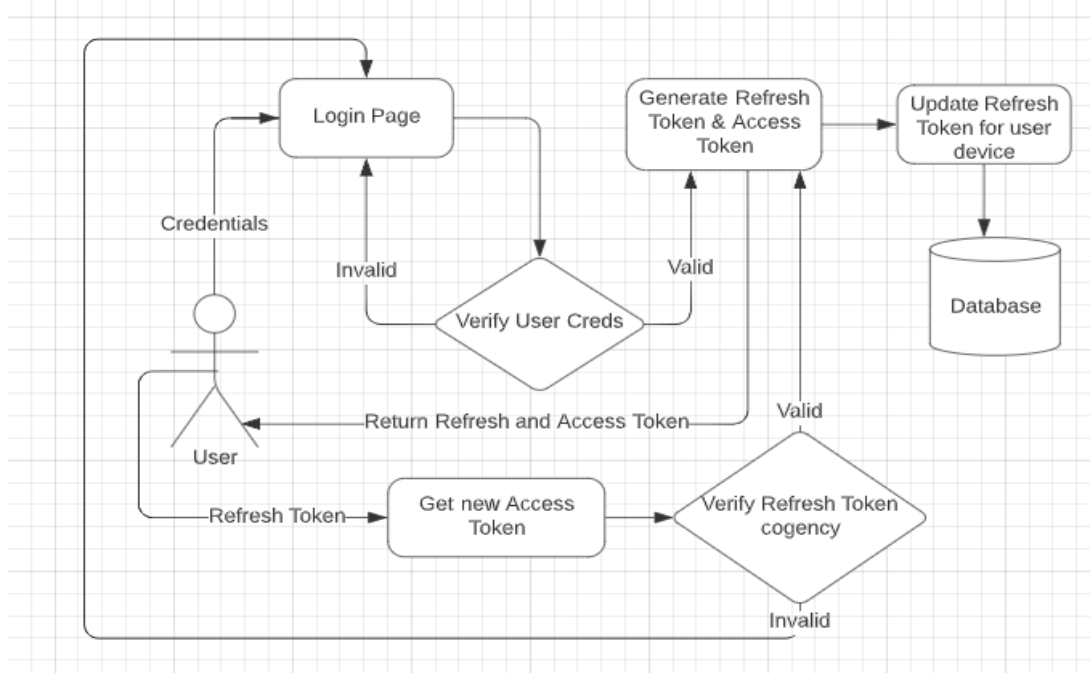 Login Page
Generate Refresh
Token & Access
Token
Update Refresh
Token for user
device
Credentials
Invalid
Valid
Verify User Creds
Database
Return Refresh and Access Token
Valid
User
Refresh Token
Get new Access
Token
Verify Refresh Token
cogency
Invalid